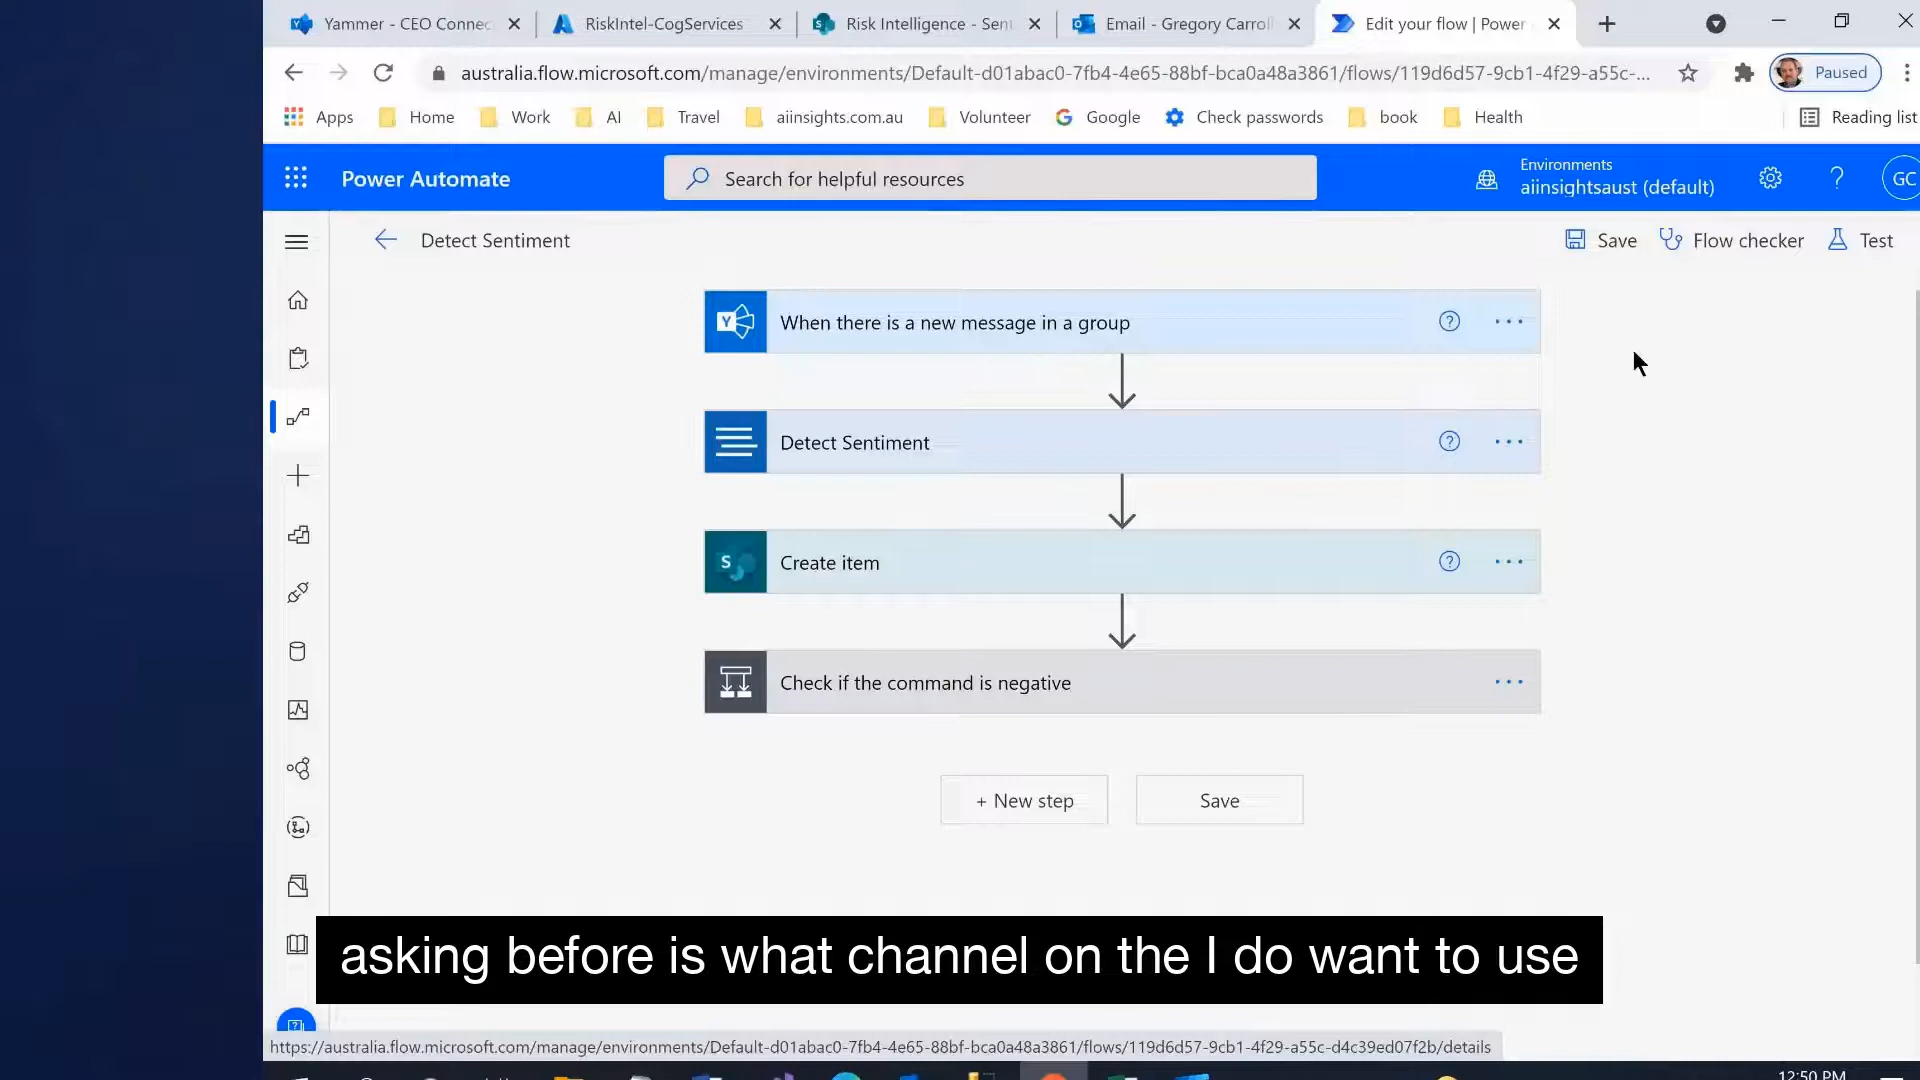 Yammer - CEO Connec
RiskIntel-CogServices
Risk Intelligence - Sent
Email - Gregory Carroll
Edit your flow | Power
australia.flow.microsoft.com/manage/environments/Default-d01abac0-7fb4-4e65-88bf-bca0a48a3861/flows/119d6d57-9cb1-4f29-a55c-...
Paused
Apps
Home
Work
AI
Travel
aiinsights.com.au
Volunteer
Google
Check passwords
book
Health
Reading list
Power Automate
Search for helpful resources
Environments
aiinsightsaust (default)
GC
Detect Sentiment
Save
Flow checker
Test
When there is a new message in a group
Detect Sentiment
Create item
Check if the command is negative
+ New step
Save
asking before is what channel on the I do want to use
https://australia.flow.microsoft.com/manage/environments/Default-d01abac0-7fb4-4e65-88bf-bca0a48a3861/flows/119d6d57-9cb1-4f29-a55c-d4c39ed07f2b/details
12:50 PM